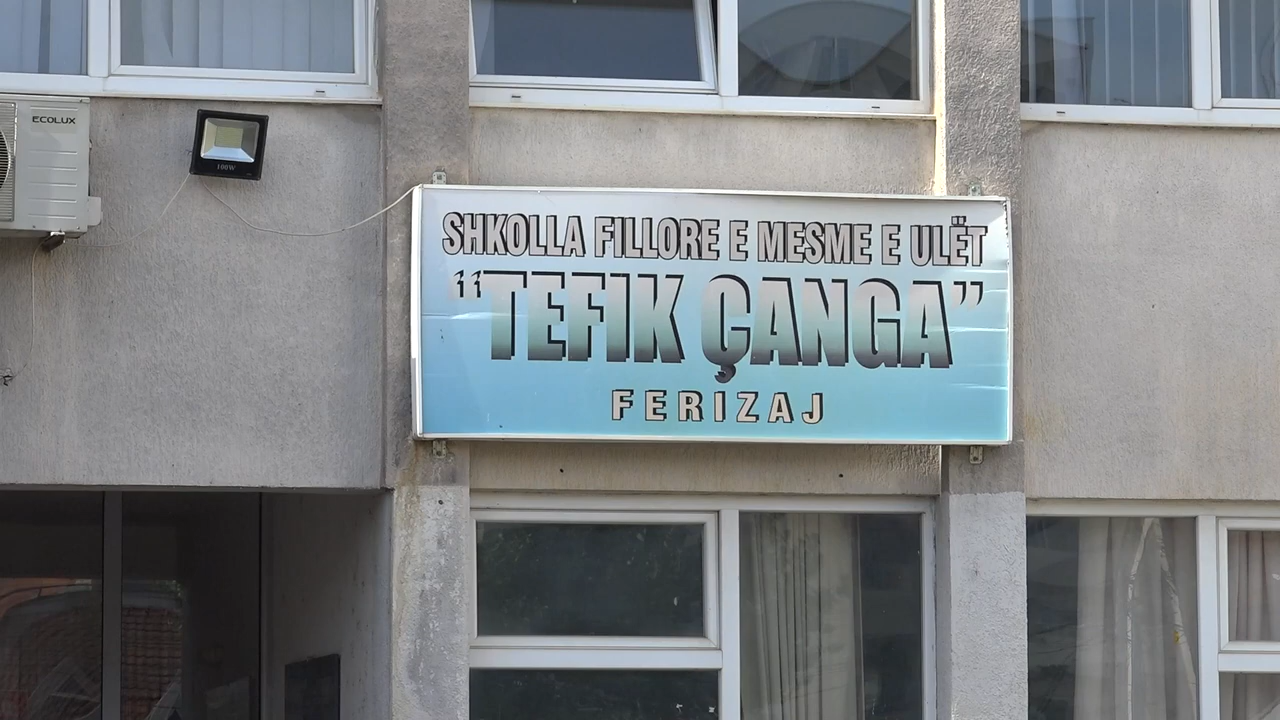 ECOLUX
100W
SHKOLLA FILLORE E MESME E ULËT
“TEFIK ÇANGA”
FERIZAJ